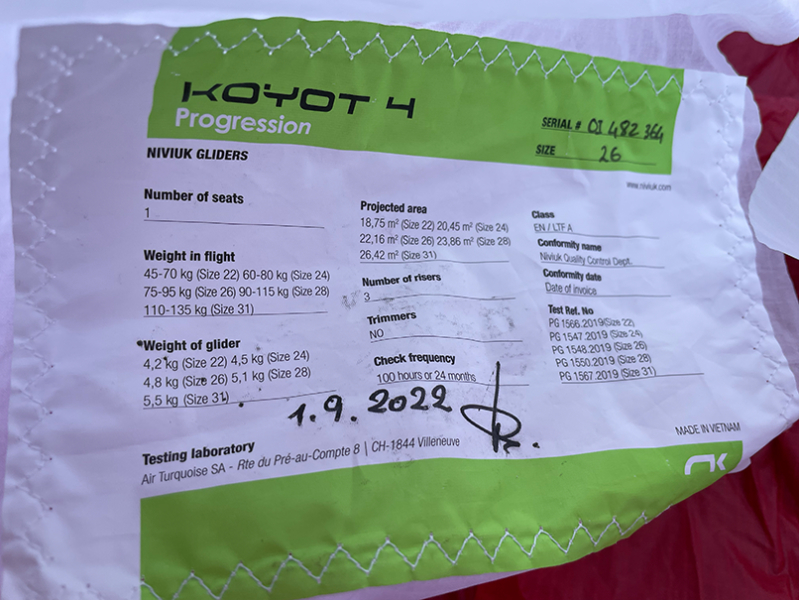 KOYOT 4
Progression
SERIAL # OI 482 364
SIZE 26
NIVIUK GLIDERS
www.niviuk.com
Number of seats
1
Weight in flight
45-70 kg (Size 22) 60-80 kg (Size 24)
75-95 kg (Size 26) 90-115 kg (Size 28)
110-135 kg (Size 31)
Weight of glider
4,2 kg (Size 22) 4,5 kg (Size 24)
4,8 kg (Size 26) 5,1 kg (Size 28)
5,5 kg (Size 31)
Projected area
18,75 m² (Size 22) 20,45 m² (Size 24)
22,16 m² (Size 26) 23,86 m² (Size 28)
26,42 m² (Size 31)
Number of risers
3
Trimmers
NO
Check frequency
100 hours or 24 months
Class
EN / LTF A
Conformity name
Niviuk Quality Control Dept.
Conformity date
Date of invoice
Test Ref. No
PG 1566.2019(Size 22)
PG 1547.2019 (Size 24)
PG 1548.2019 (Size 26)
PG 1550.2019 (Size 28)
PG 1567.2019 (Size 31)
1.9.2022
Testing laboratory
Air Turquoise SA - Rte du Pré-au-Compte 8 | CH-1844 Villeneuve
MADE IN VIETNAM